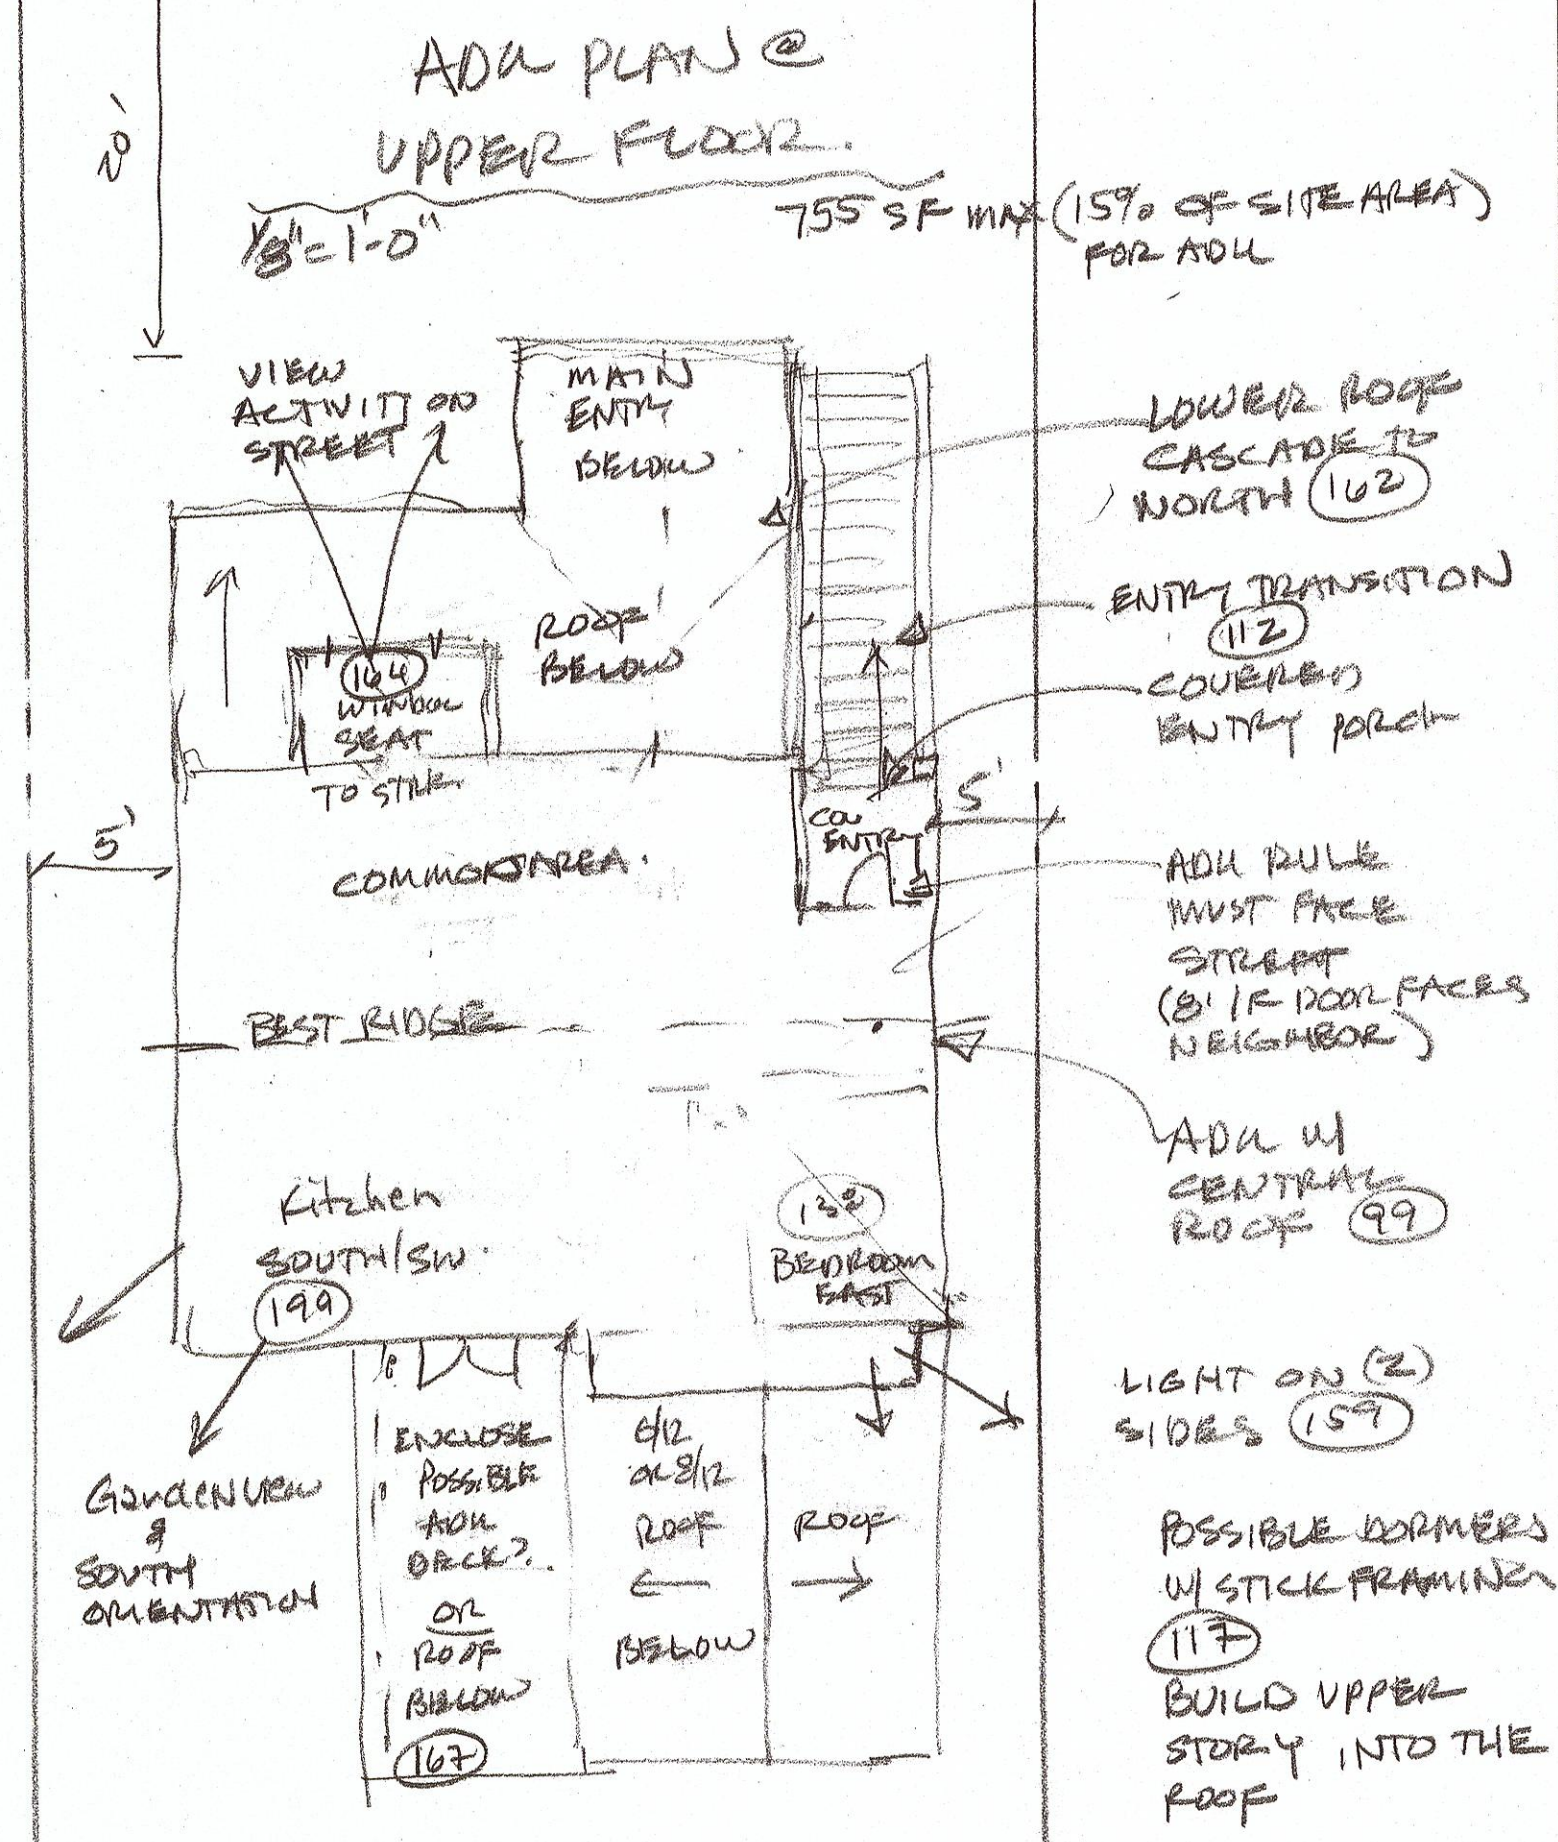 ADU PLAN @
UPPER FLOOR.
1/8" = 1'-0"
755 SF MAX (15% OF SITE AREA)
FOR ADU
20'
VIEW
ACTIVITY ON
STREET
MAIN
ENTRY
BELOW
LOWER ROOF
CASCADE TO
NORTH 162
ENTRY TRANSITION
112
COVERED
ENTRY PORCH
ROOF
BELOW
164
WINDOW
SEAT
TO STRE.
5'
COV
ENTRY
5'
COMMON AREA.
ADU RULE
MUST FACE
STREET
(8' IF DOOR FACES
NEIGHBOR)
BEST RIDGE
ADU W/
CENTRAL
ROOF 99
Kitchen
SOUTH/SW.
199
138
BEDROOM
EAST
LIGHT ON (2)
SIDES 159
Garden view
&
SOUTH
ORIENTATION
ENCLOSE
POSSIBLE
ADU
DECK?
OR
ROOF
BELOW
167
6/12
OR 8/12
ROOF
BELOW
ROOF
POSSIBLE DORMERS
W/ STICK FRAMING
117
BUILD UPPER
STORY INTO THE
ROOF